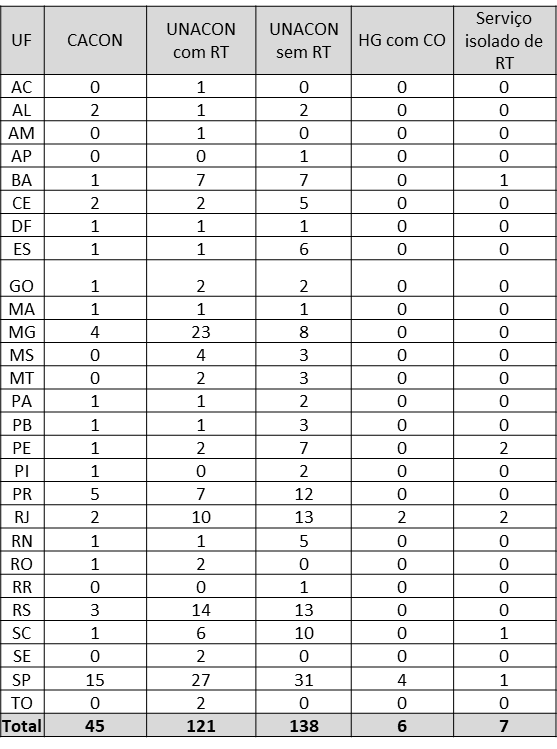 UF CACON UNACON com RT UNACON sem RT HG com CO Serviço isolado de RT
AC 0 1 0 0 0
AL 2 1 2 0 0
AM 0 1 0 0 0
AP 0 0 1 0 0
BA 1 7 7 0 1
CE 2 2 5 0 0
DF 1 1 1 0 0
ES 1 1 6 0 0
GO 1 2 2 0 0
MA 1 1 1 0 0
MG 4 23 8 0 0
MS 0 4 3 0 0
MT 0 2 3 0 0
PA 1 1 2 0 0
PB 1 1 3 0 0
PE 1 2 7 0 2
PI 1 0 2 0 0
PR 5 7 12 0 0
RJ 2 10 13 2 2
RN 1 1 5 0 0
RO 1 2 0 0 0
RR 0 0 1 0 0
RS 3 14 13 0 0
SC 1 6 10 0 1
SE 0 2 0 0 0
SP 15 27 31 4 1
TO 0 2 0 0 0
Total 45 121 138 6 7